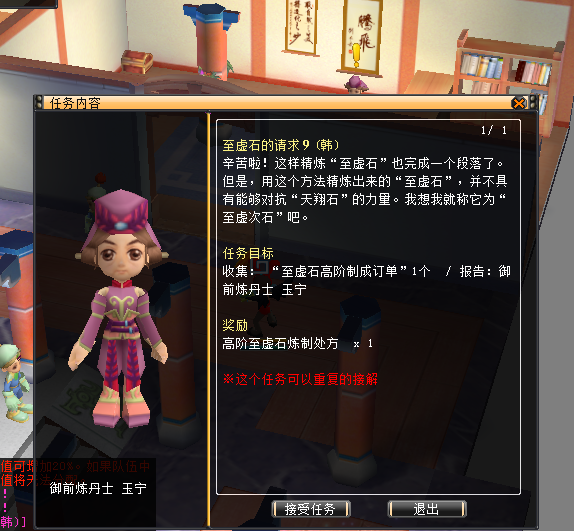 腾飛
任务内容
1/ 1
至虚石的请求９（韩）
辛苦啦！这样精炼“至虚石”也完成一个段落了。
但是，用这个方法精炼出来的“至虚石”，并不具
有能够对抗“天翔石”的力量。我想我就称它为“
至虚次石”吧。
任务目标
收集： “至虚石高阶制成订单”1个 / 报告：御
前炼丹士 玉宁
奖励
高阶至虚石炼制处方 x 1
※这个任务可以重复的接解
值可增加20%，如果队伍中
值将无
！
！
韩)]
御前炼丹士 玉宁
接受任务
退出